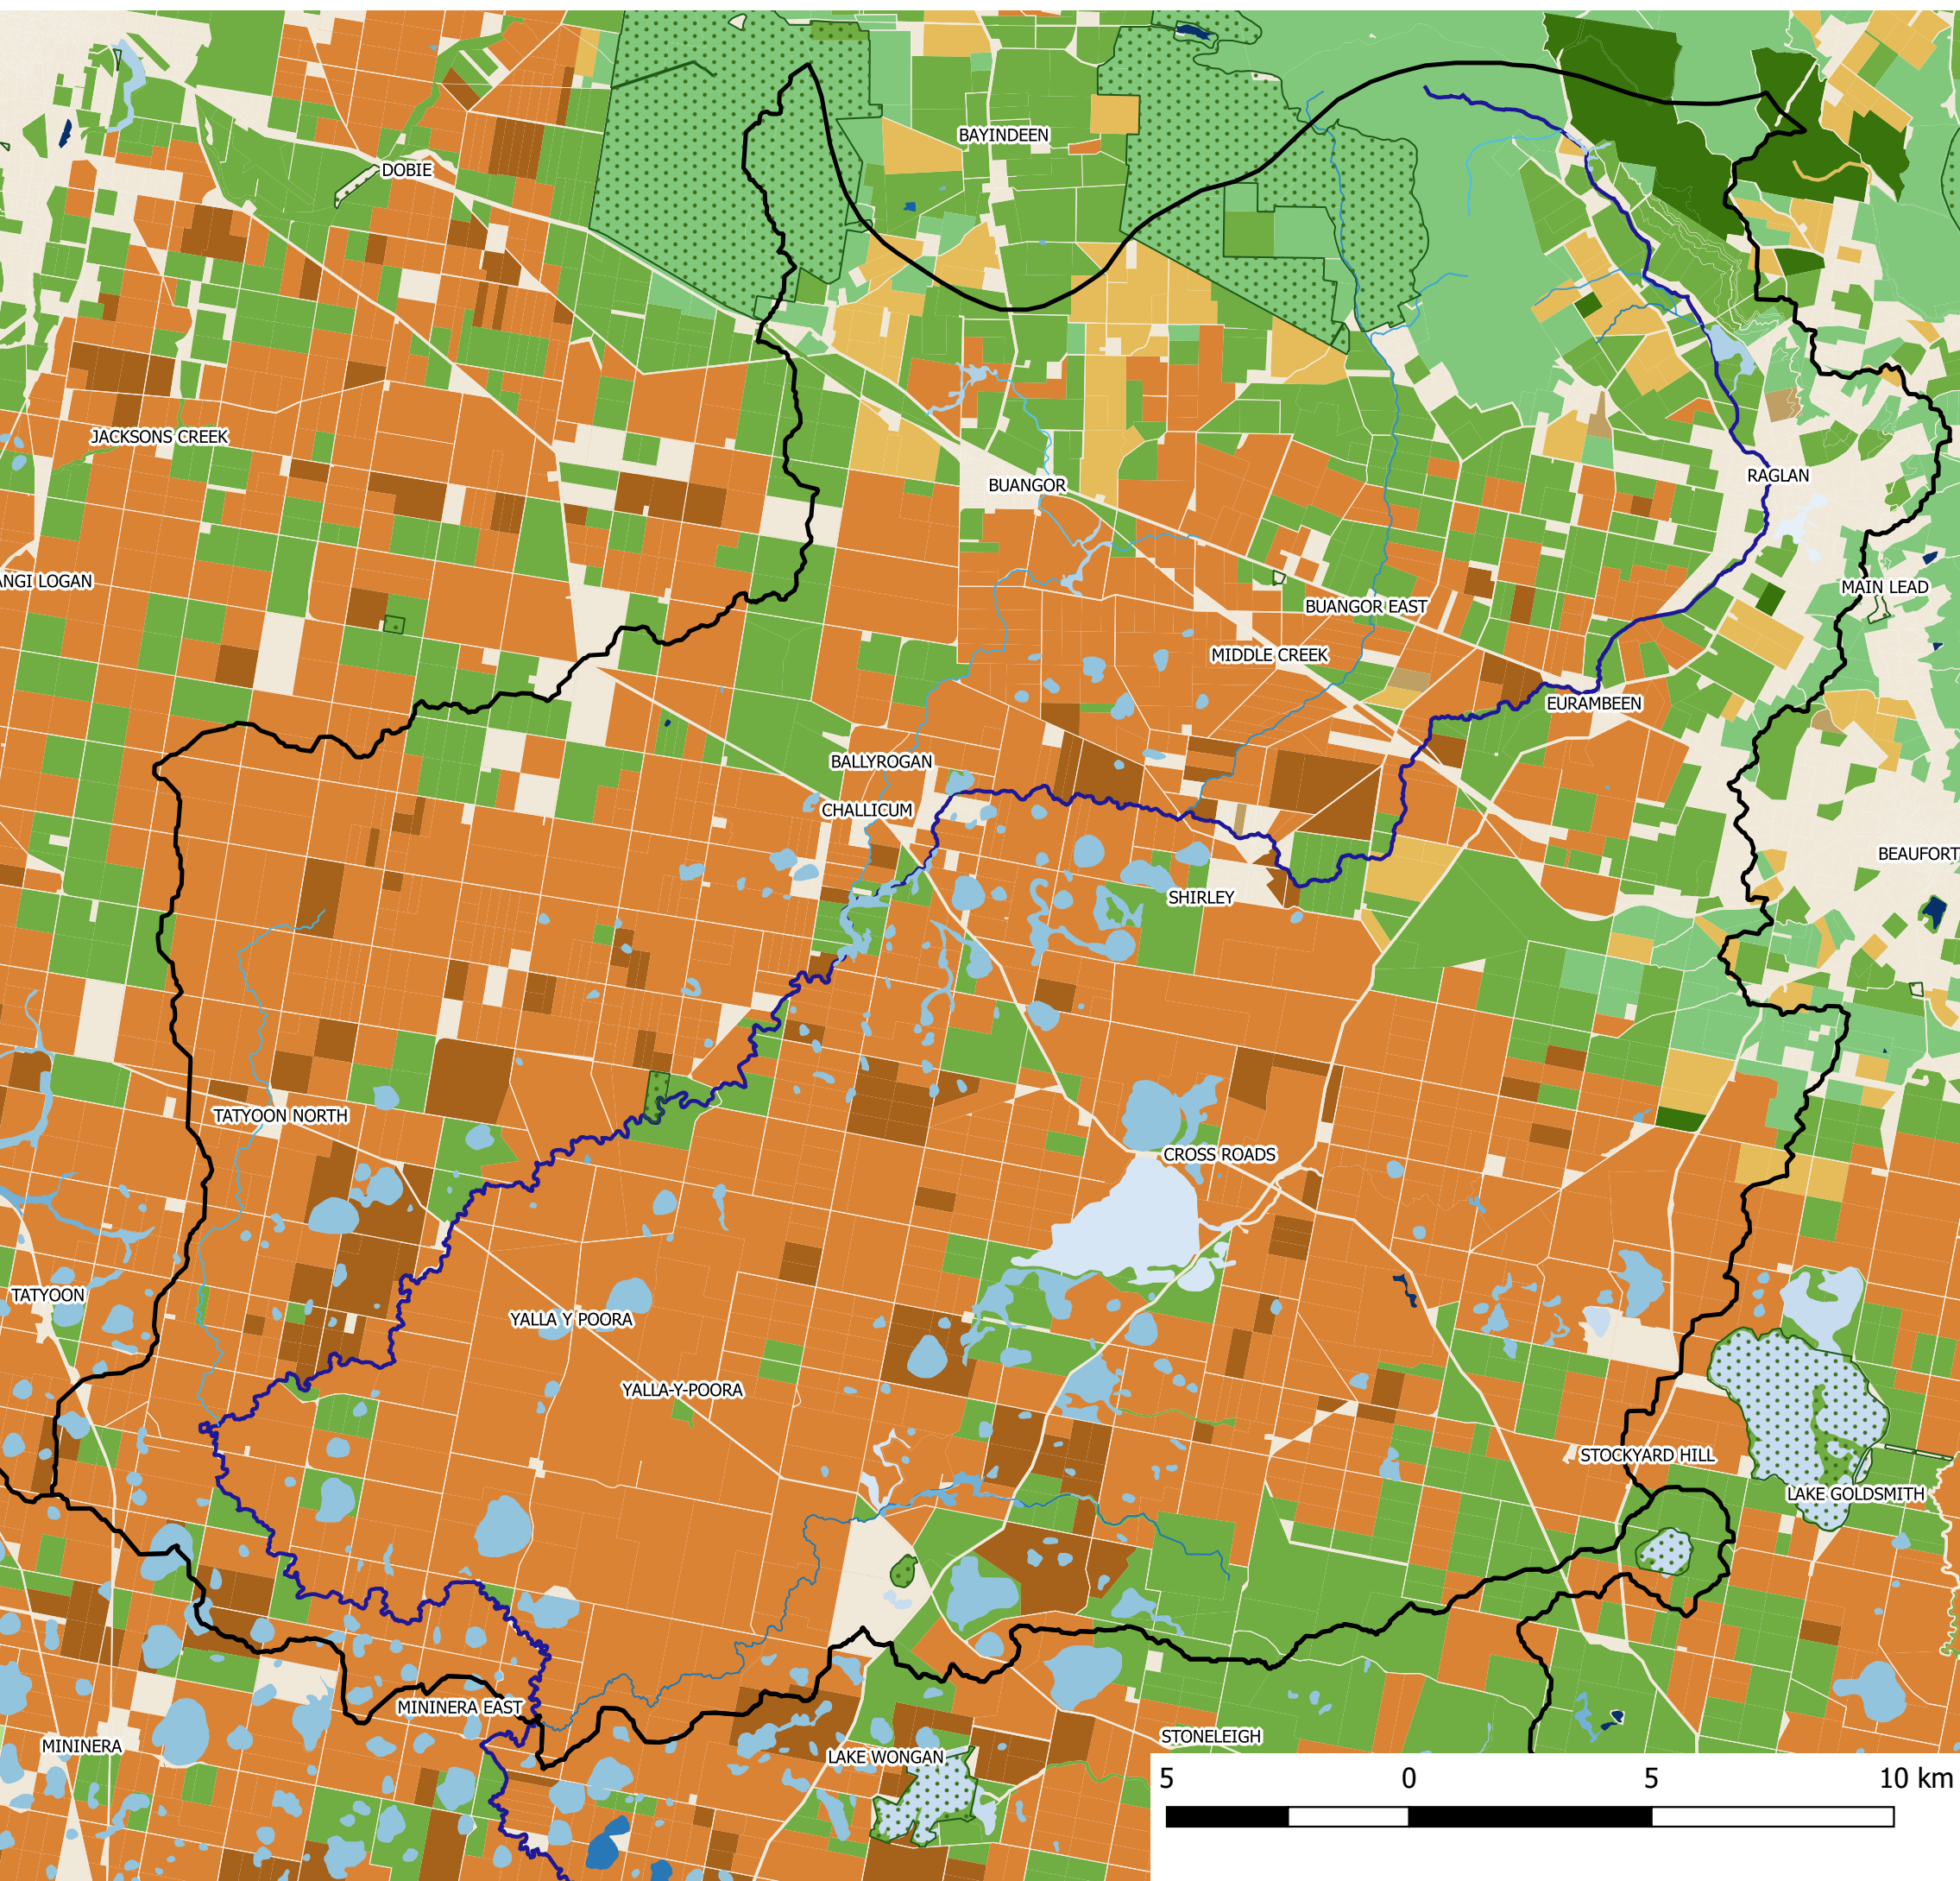 BAYINDEEN
DOBIE
JACKSONS CREEK
BUANGOR
RAGLAN
ANGI LOGAN
MAIN LEAD
BUANGOR EAST
MIDDLE CREEK
EURAMBEEN
BALLYROGAN
CHALLICUM
BEAUFORT
SHIRLEY
TATYOON NORTH
CROSS ROADS
TATYOON
YALLA Y POORA
YALLA-Y-POORA
STOCKYARD HILL
LAKE GOLDSMITH
MININERA EAST
STONELEIGH
MININERA
LAKE WONGAN
5 0 5 10 km